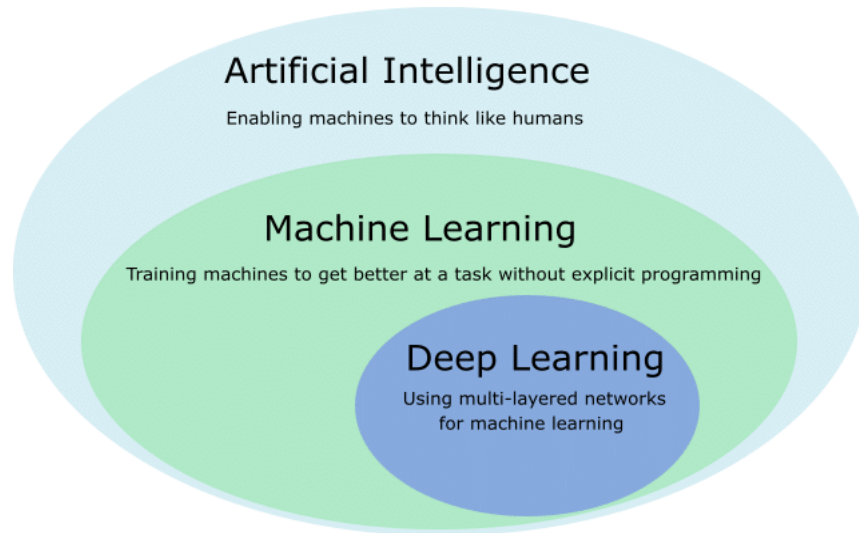 Artificial Intelligence
Enabling machines to think like humans
Machine Learning
Training machines to get better at a task without explicit programming
Deep Learning
Using multi-layered networks
for machine learning